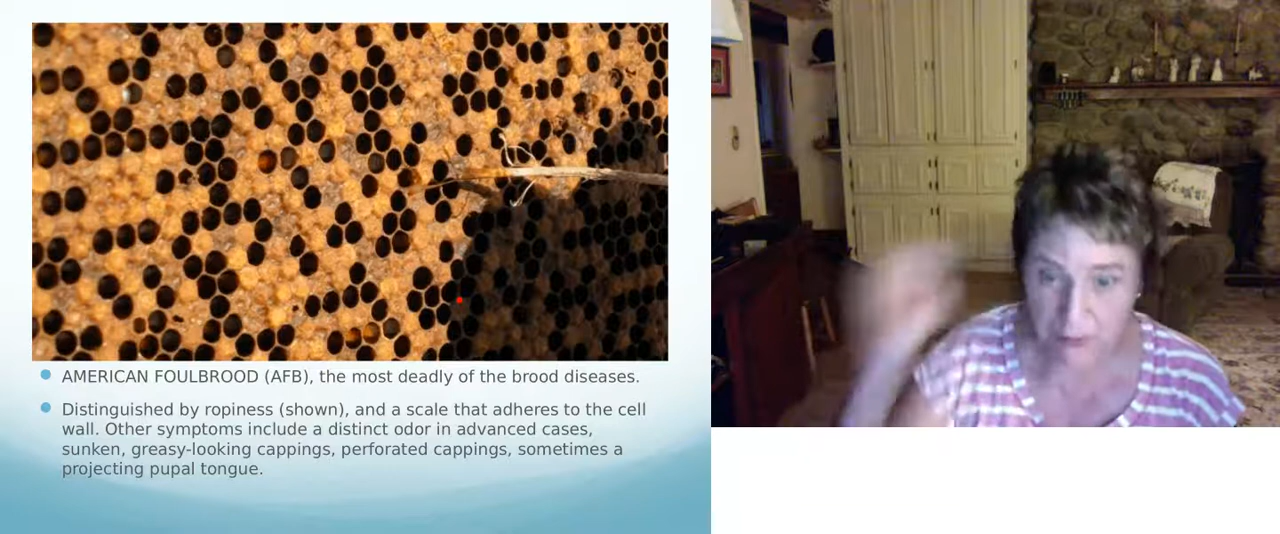 AMERICAN FOULBROOD (AFB), the most deadly of the brood diseases.
Distinguished by ropiness (shown), and a scale that adheres to the cell
wall. Other symptoms include a distinct odor in advanced cases,
sunken, greasy-looking cappings, perforated cappings, sometimes a
projecting pupal tongue.